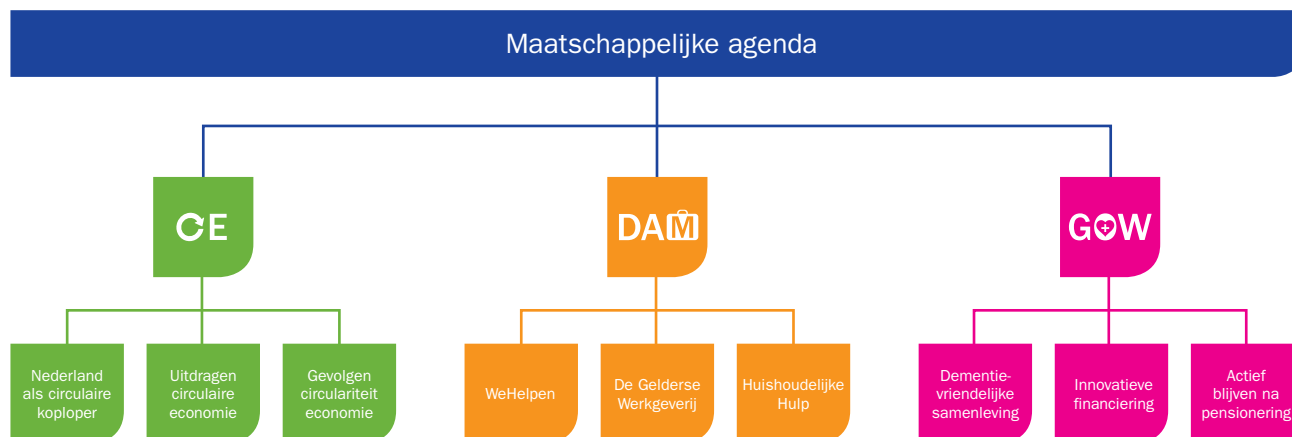 Maatschappelijke agenda
CE
DAM
GOW
Nederland
als circulaire
koploper
Uitdragen
circulaire
economie
Gevolgen
circulariteit
economie
WeHelpen
De Gelderse
Werkgeverij
Huishoudelijke
Hulp
Dementie-
vriendelijke
samenleving
Innovatieve
financiering
Actief
blijven na
pensionering